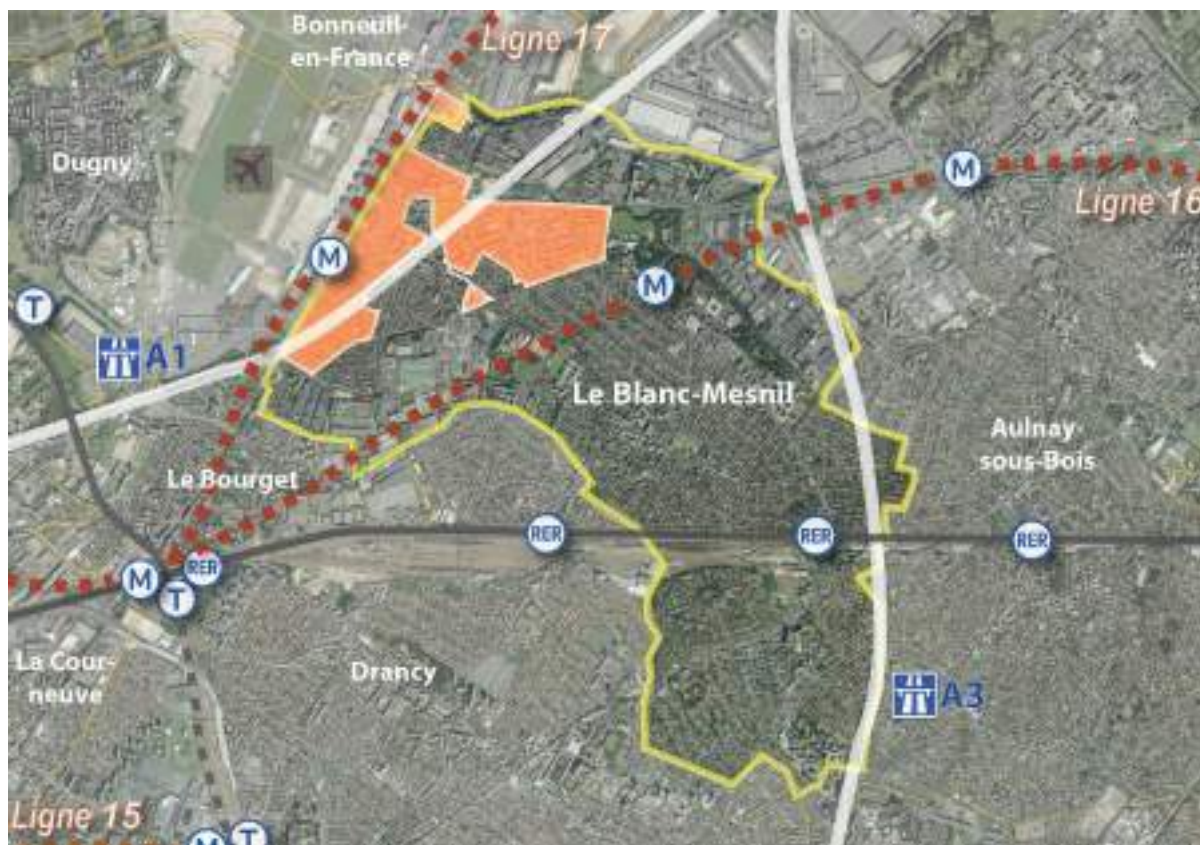 Bonneuil-
en-France
Ligne 17
Dugny
M
Ligne 16
M
M
T
A1
Le Blanc-Mesnil
Aulnay-
sous-Bois
Le Bourget
RER
RER
RER
RER
M
T
La Cour-
neuve
Drancy
A3
Ligne 15
M
T